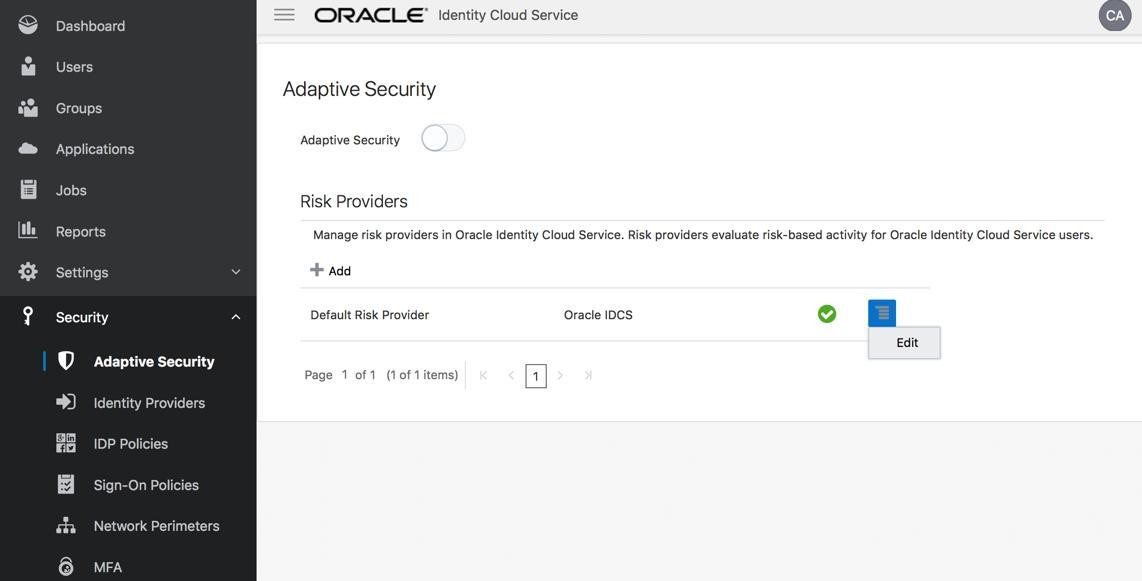 Dashboard
Users
Groups
Applications
Jobs
Reports
Settings
Security
Adaptive Security
Identity Providers
IDP Policies
Sign-On Policies
Network Perimeters
MFA
ORACLE® Identity Cloud Service
CA
Adaptive Security
Adaptive Security
Risk Providers
Manage risk providers in Oracle Identity Cloud Service. Risk providers evaluate risk-based activity for Oracle Identity Cloud Service users.
Add
Default Risk Provider Oracle IDCS
Edit
Page 1 of 1 (1 of 1 items) 1